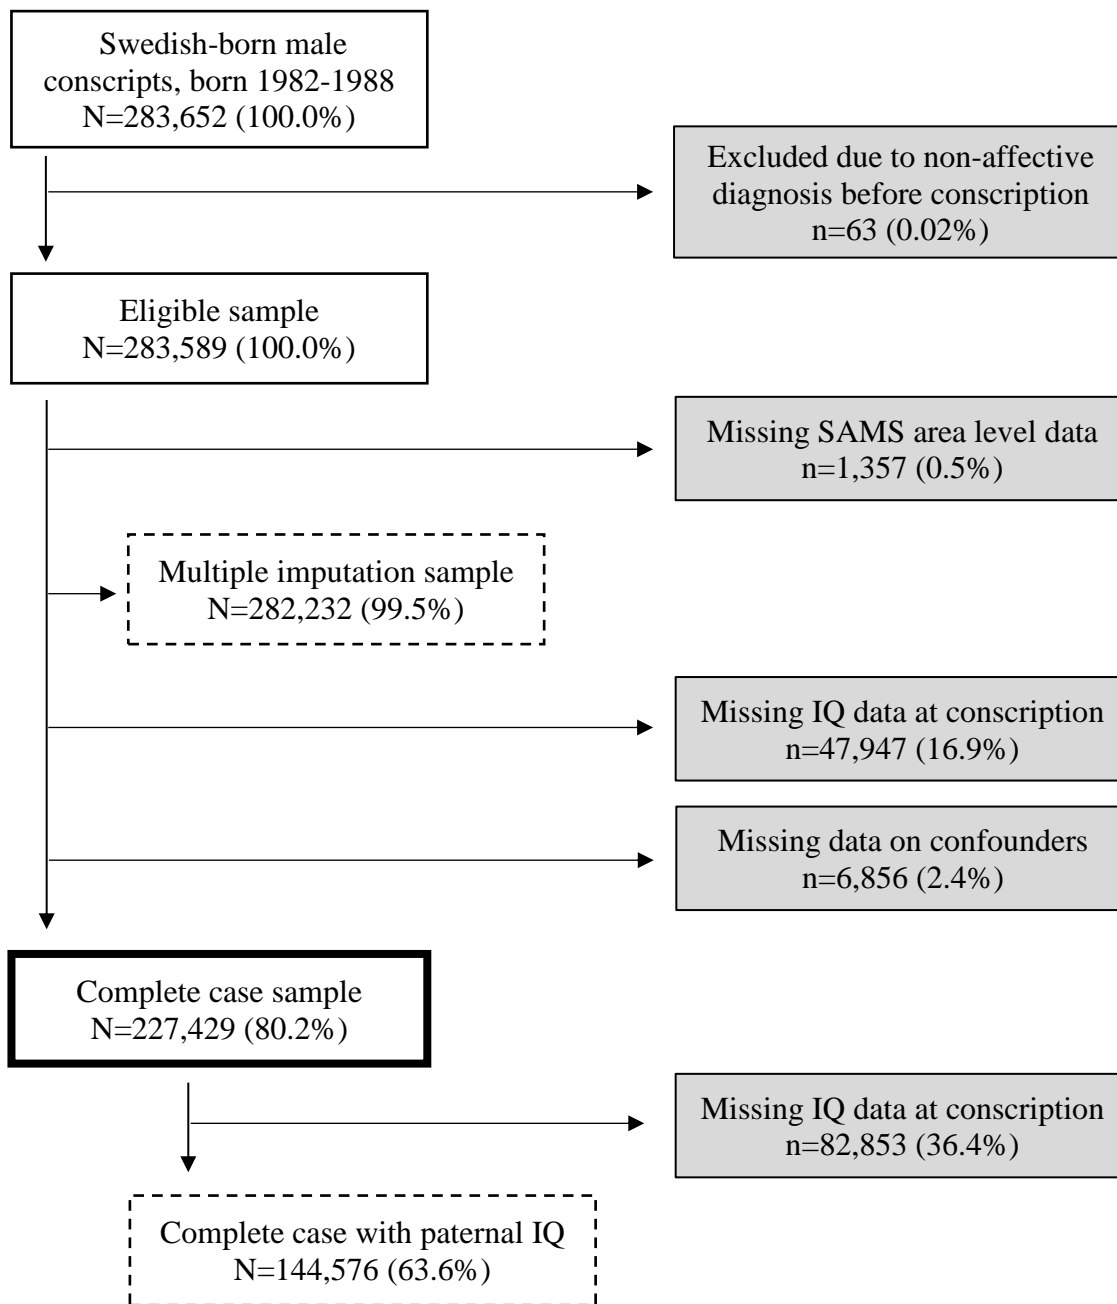 Swedish-born male
conscripts, born 1982-1988
N=283,652 (100.0%)
Excluded due to non-affective
diagnosis before conscription
n=63 (0.02%)
Eligible sample
N=283,589 (100.0%)
Missing SAMS area level data
n=1,357 (0.5%)
Multiple imputation sample
N=282,232 (99.5%)
Missing IQ data at conscription
n=47,947 (16.9%)
Missing data on confounders
n=6,856 (2.4%)
Complete case sample
N=227,429 (80.2%)
Missing IQ data at conscription
n=82,853 (36.4%)
Complete case with paternal IQ
N=144,576 (63.6%)